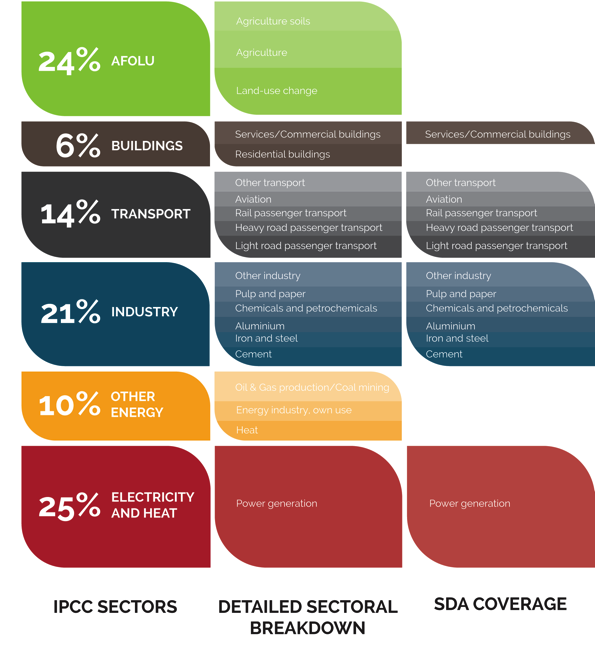 24% AFOLU
Agriculture soils
Agriculture
Land-use change
6% BUILDINGS
Services/Commercial buildings
Residential buildings
Services/Commercial buildings
14% TRANSPORT
Other transport
Aviation
Rail passenger transport
Heavy road passenger transport
Light road passenger transport
Other transport
Aviation
Rail passenger transport
Heavy road passenger transport
Light road passenger transport
21% INDUSTRY
Other industry
Pulp and paper
Chemicals and petrochemicals
Aluminium
Iron and steel
Cement
Other industry
Pulp and paper
Chemicals and petrochemicals
Aluminium
Iron and steel
Cement
10% OTHER
ENERGY
Oil & Gas production/Coal mining
Energy industry, own use
Heat
25% ELECTRICITY
AND HEAT
Power generation
Power generation
IPCC SECTORS
DETAILED SECTORAL
BREAKDOWN
SDA COVERAGE